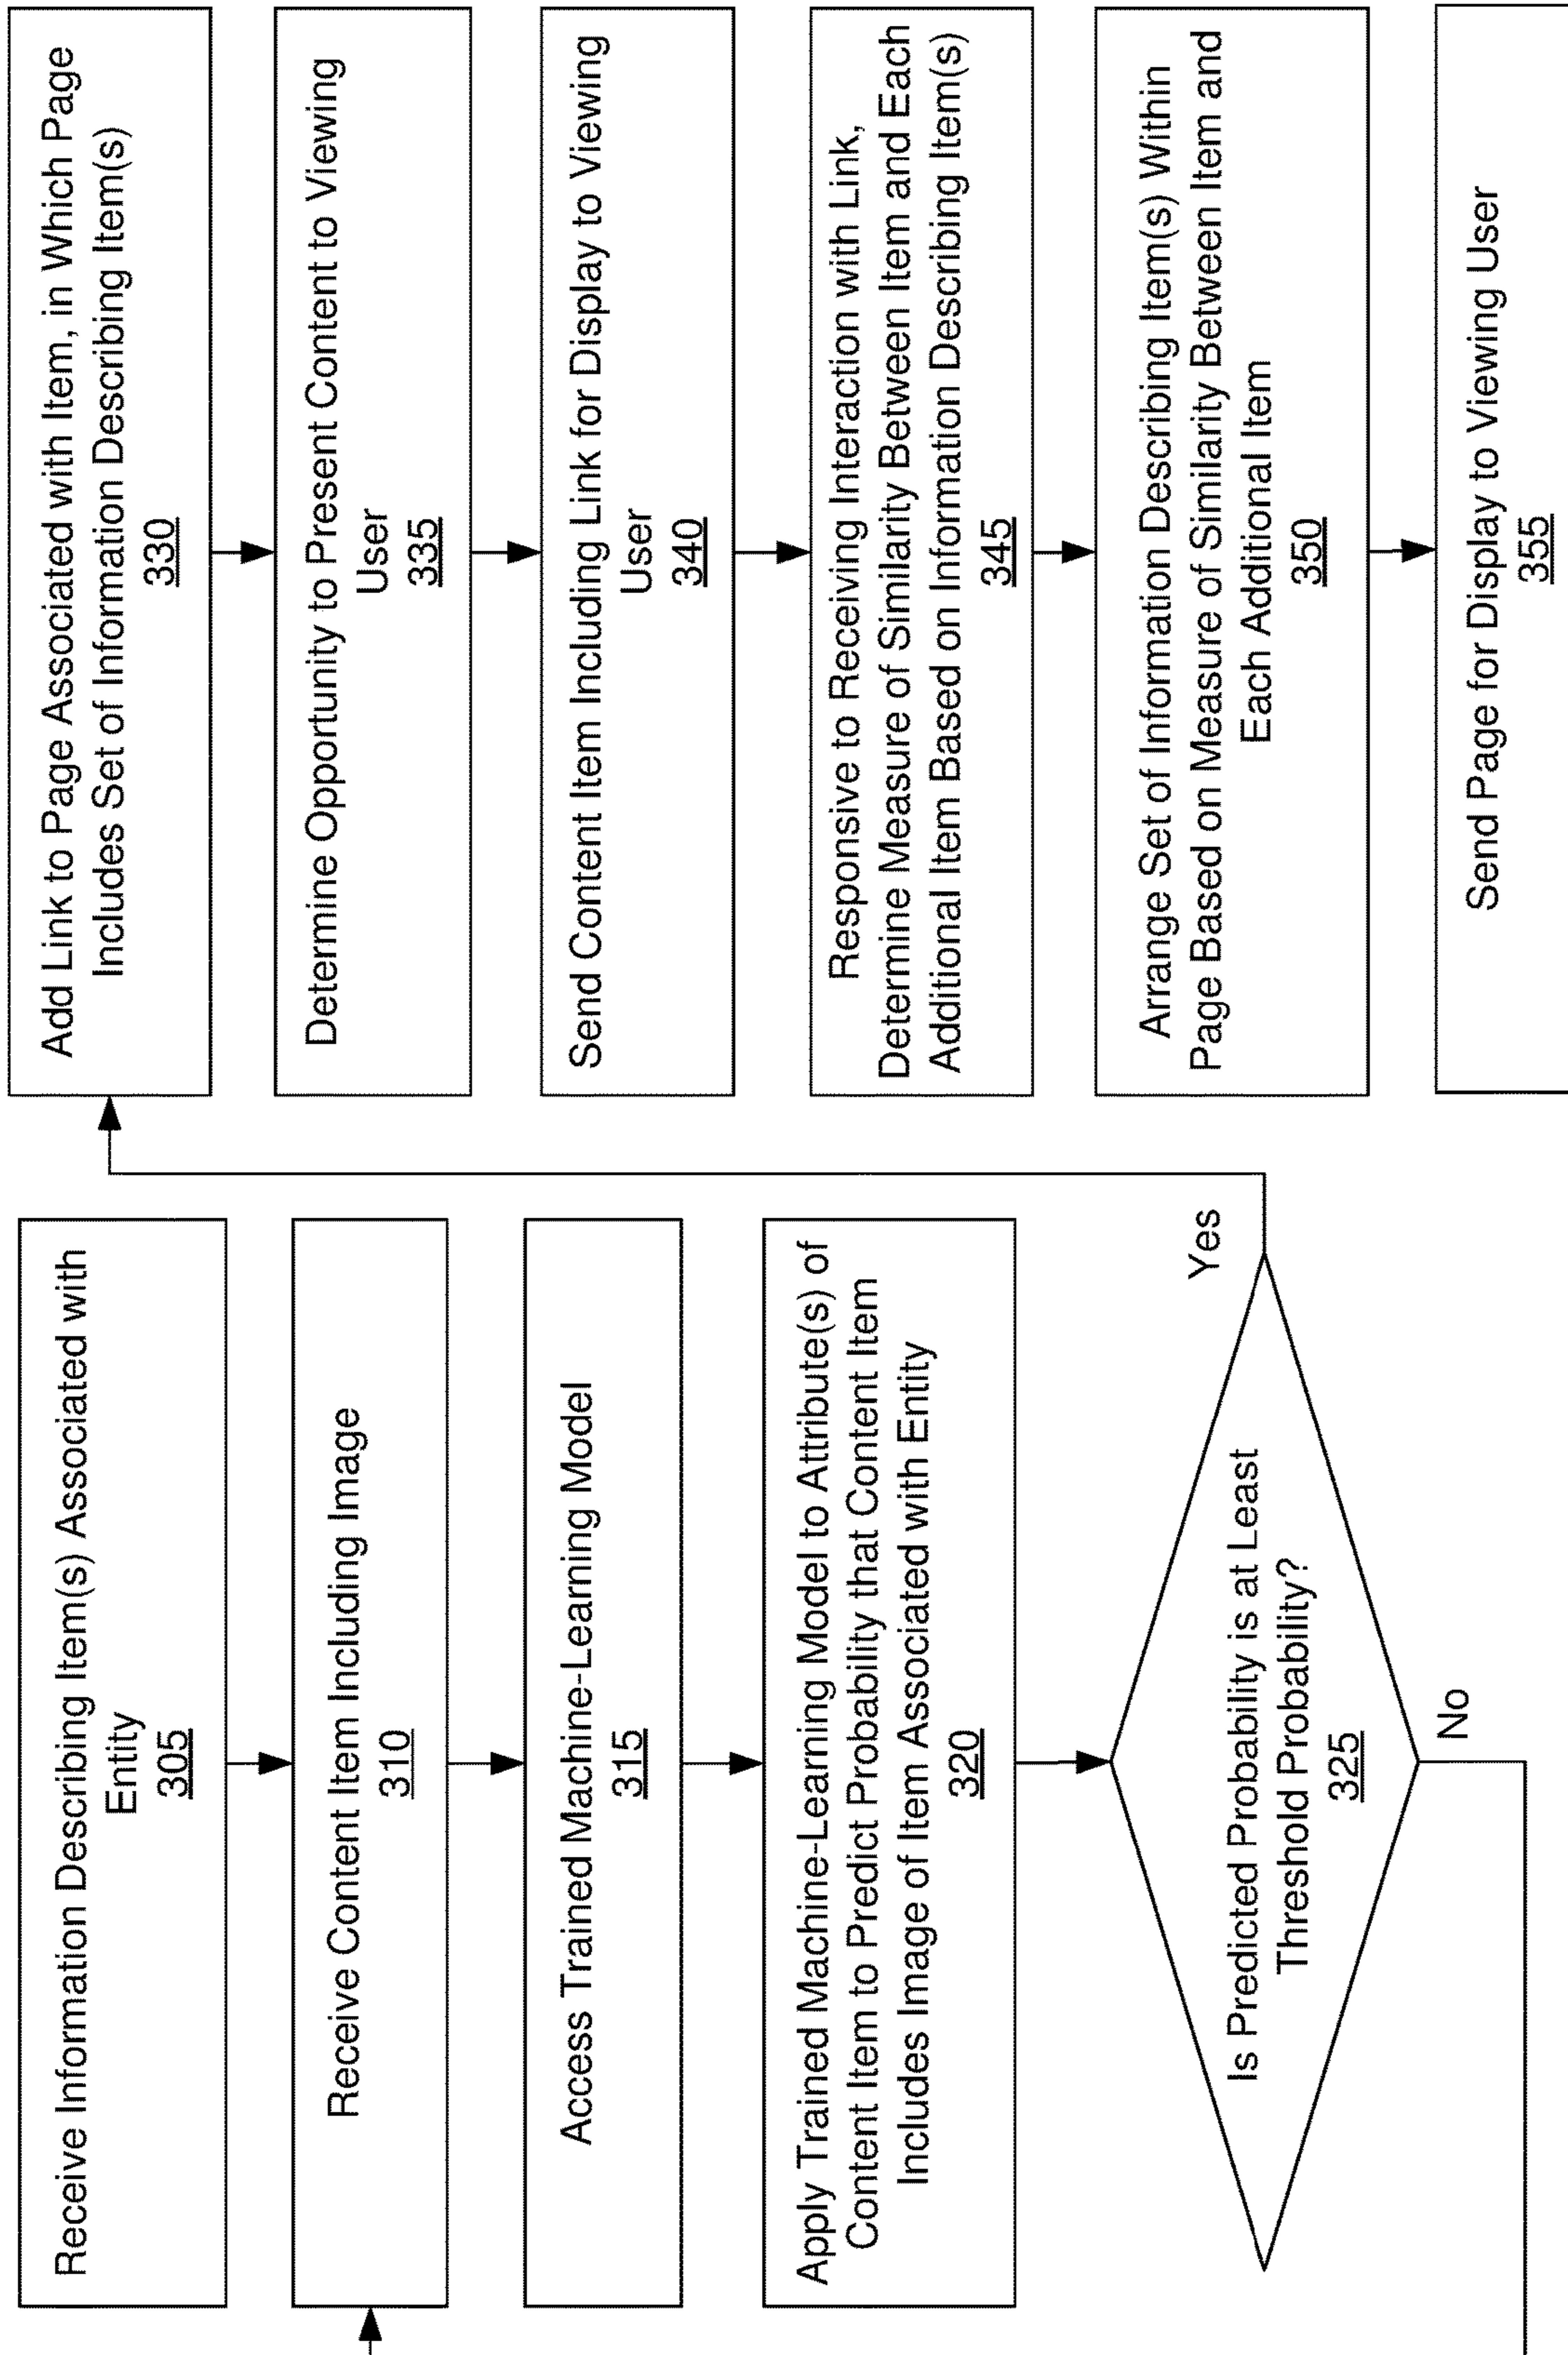 Receive Information Describing Item(s) Associated with
Entity
305
Receive Content Item Including Image
310
Access Trained Machine-Learning Model
315
Apply Trained Machine-Learning Model to Attribute(s) of
Content Item to Predict Probability that Content Item
Includes Image of Item Associated with Entity
320
Is Predicted Probability is at Least
Threshold Probability?
325
Yes
No
Add Link to Page Associated with Item, in Which Page
Includes Set of Information Describing Item(s)
330
Determine Opportunity to Present Content to Viewing
User
335
Send Content Item Including Link for Display to Viewing
User
340
Responsive to Receiving Interaction with Link,
Determine Measure of Similarity Between Item and Each
Additional Item Based on Information Describing Item(s)
345
Arrange Set of Information Describing Item(s) Within
Page Based on Measure of Similarity Between Item and
Each Additional Item
350
Send Page for Display to Viewing User
355